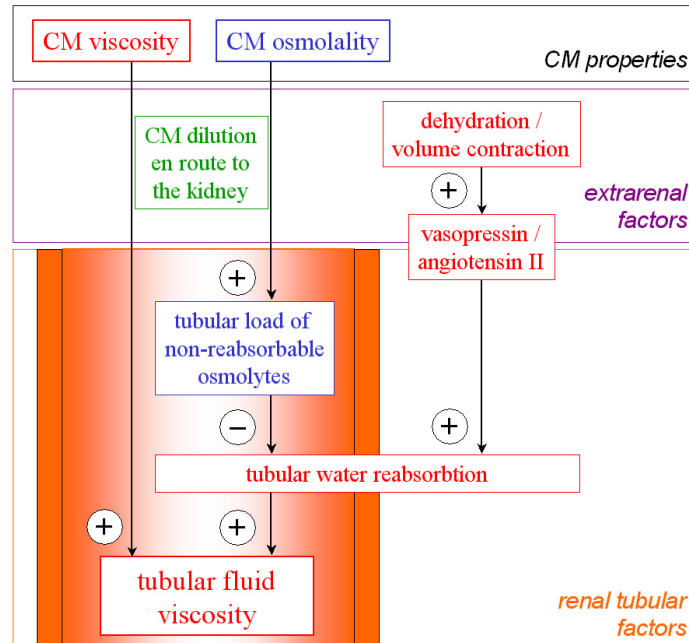 CM viscosity
CM osmolality
CM properties
CM dilution
en route to
the kidney
dehydration /
volume contraction
+
extrarenal
factors
vasopressin /
angiotensin II
+
tubular load of
non-reabsorbable
osmolytes
−
+
tubular water reabsorbtion
+
+
tubular fluid
viscosity
renal tubular
factors